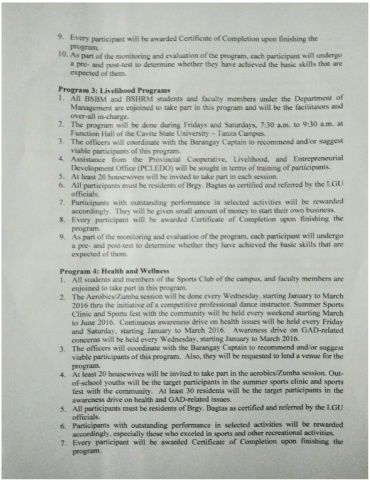 9. Every participant will be awarded Certificate of Completion upon finishing the
program.
10. As part of the monitoring and evaluation of the program, each participant will undergo
a pre- and post-test to determine whether they have achieved the basic skills that are
expected of them.
Program 3: Livelihood Programs
1. All BSBM and BSHRM students and faculty members under the Department of
Management are enjoined to take part in this program and will be the facilitators and
over-all in-charge.
2. The program will be done during Fridays and Saturdays, 7:30 a.m. to 9:30 a.m. at
Function Hall of the Cavite State University – Tanza Campus.
3. The officers will coordinate with the Barangay Captain to recommend and/or suggest
viable participants of this program.
4. Assistance from the Provincial Cooperative, Livelihood, and Entrepreneurial
Development Office (PCLEDO) will be sought in terms of training of participants.
5. At least 20 housewives will be invited to take part in each session.
6. All participants must be residents of Brgy. Bagtas as certified and referred by the LGU
officials.
7. Participants with outstanding performance in selected activities will be rewarded
accordingly. They will be given small amount of money to start their own business.
8. Every participant will be awarded Certificate of Completion upon finishing the
program.
9. As part of the monitoring and evaluation of the program, each participant will undergo
a pre- and post-test to determine whether they have achieved the basic skills that are
expected of them.
Program 4: Health and Wellness
1. All students and members of the Sports Club of the campus, and faculty members are
enjoined to take part in this program.
2. The Aerobics/Zumba session will be done every Wednesday, starting January to March
2016 thru the initiative of a competitive professional dance instructor. Summer Sports
Clinic and Sports fest with the community will be held every weekend starting March
to June 2016. Continuous awareness drive on health issues will be held every Friday
and Saturday, starting January to March 2016. Awareness drive on GAD-related
concerns will be held every Wednesday, starting January to March 2016.
3. The officers will coordinate with the Barangay Captain to recommend and/or suggest
viable participants of this program. Also, they will be requested to lend a venue for the
program.
4. At least 20 housewives will be invited to take part in the aerobics/Zumba session. Out-
of-school youths will be the target participants in the summer sports clinic and sports
fest with the community. At least 30 residents will be the target participants in the
awareness drive on health and GAD-related issues.
5. All participants must be residents of Brgy. Bagtas as certified and referred by the LGU
officials.
6. Participants with outstanding performance in selected activities will be rewarded
accordingly, especially those who exceled in sports and other recreational activities.
7. Every participant will be awarded Certificate of Completion upon finishing the
program.